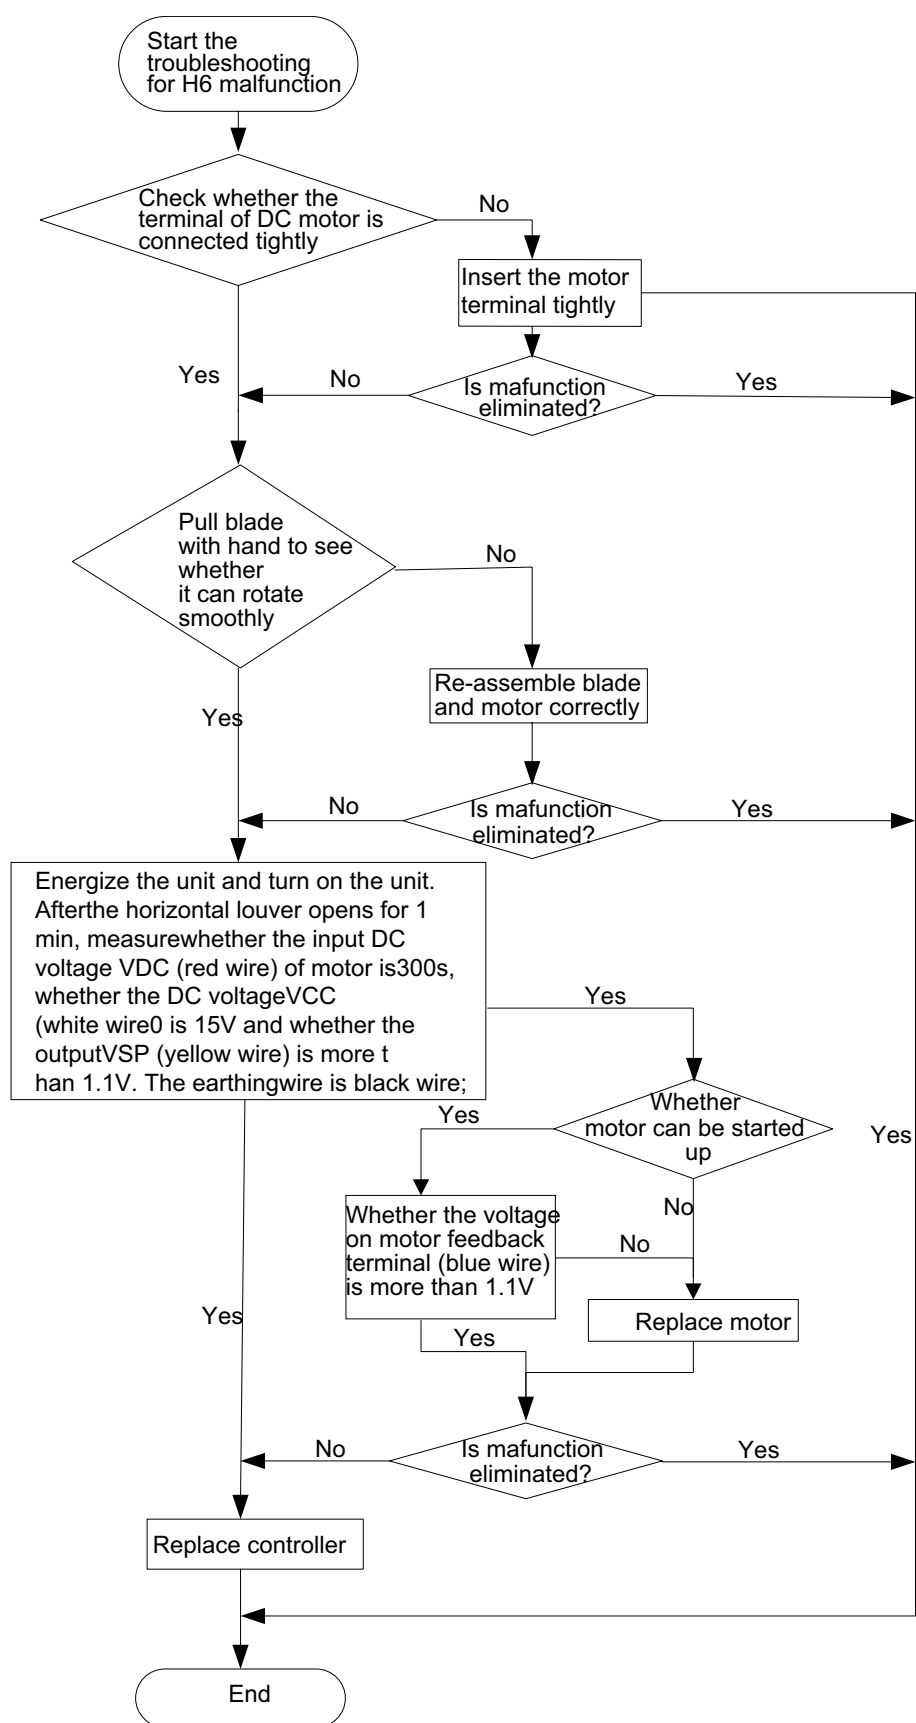 Start the
troubleshooting
for H6 malfunction
Check whether the
terminal of DC motor is
connected tightly
No
Insert the motor
terminal tightly
Yes
No
Is mafunction
eliminated?
Yes
Pull blade
with hand to see
whether
it can rotate
smoothly
No
Re-assemble blade
and motor correctly
Yes
No
Is mafunction
eliminated?
Yes
Energize the unit and turn on the unit.
Afterthe horizontal louver opens for 1
min, measurewhether the input DC
voltage VDC (red wire) of motor is300s,
whether the DC voltageVCC
(white wire0 is 15V and whether the
outputVSP (yellow wire) is more t
han 1.1V. The earthingwire is black wire;
Yes
Whether
motor can be started
up
Yes
Yes
No
Whether the voltage
on motor feedback
terminal (blue wire)
is more than 1.1V
No
Replace motor
Yes
Yes
No
Is mafunction
eliminated?
Yes
Replace controller
End